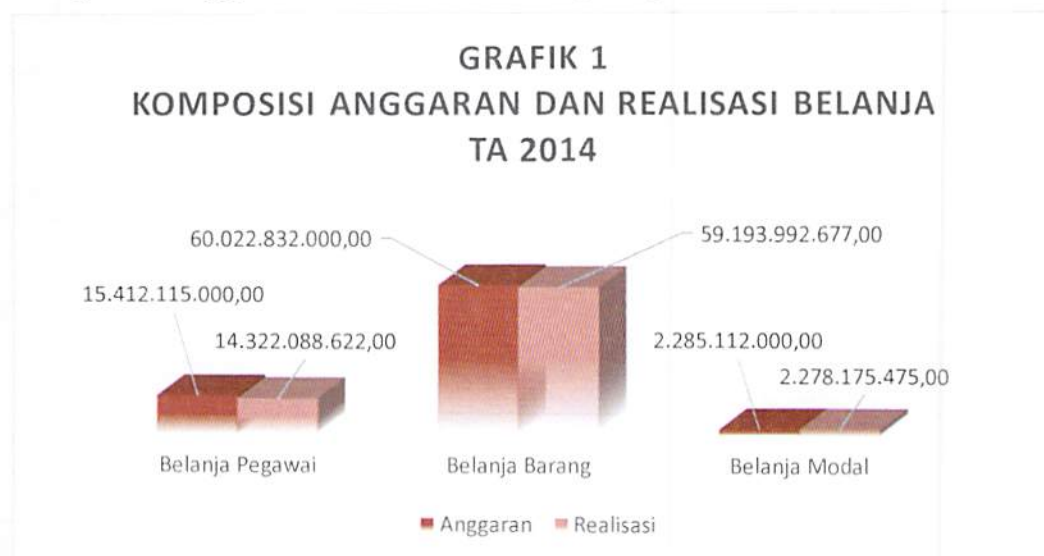 GRAFIK 1
KOMPOSISI ANGGARAN DAN REALISASI BELANJA
TA 2014
60.022.832.000,00
59.193.992.677,00
15.412.115.000,00
14.322.088.622,00
2.285.112.000,00
2.278.175.475,00
Belanja Pegawai
Belanja Barang
Belanja Modal
Anggaran
Realisasi